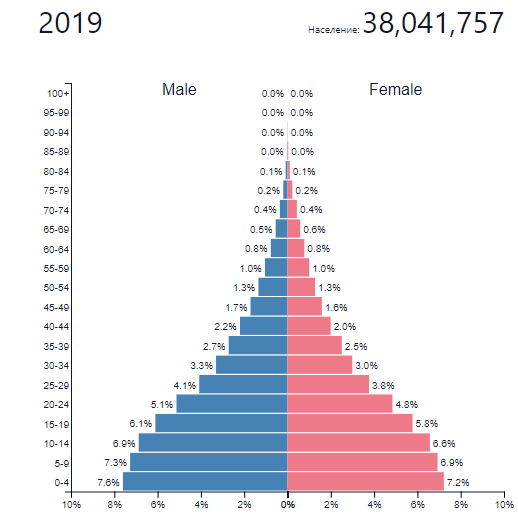 2019
Население: 38,041,757
Male Female
100+ 0.0% 0.0%
95-99 0.0% 0.0%
90-94 0.0% 0.0%
85-89 0.0% 0.0%
80-84 0.1% 0.1%
75-79 0.2% 0.2%
70-74 0.4% 0.4%
65-69 0.5% 0.6%
60-64 0.8% 0.8%
55-59 1.0% 1.0%
50-54 1.3% 1.3%
45-49 1.7% 1.6%
40-44 2.2% 2.0%
35-39 2.7% 2.5%
30-34 3.3% 3.0%
25-29 4.1% 3.8%
20-24 5.1% 4.8%
15-19 6.1% 5.8%
10-14 6.9% 6.6%
5-9 7.3% 6.9%
0-4 7.6% 7.2%
10% 8% 6% 4% 2% 0% 2% 4% 6% 8% 10%